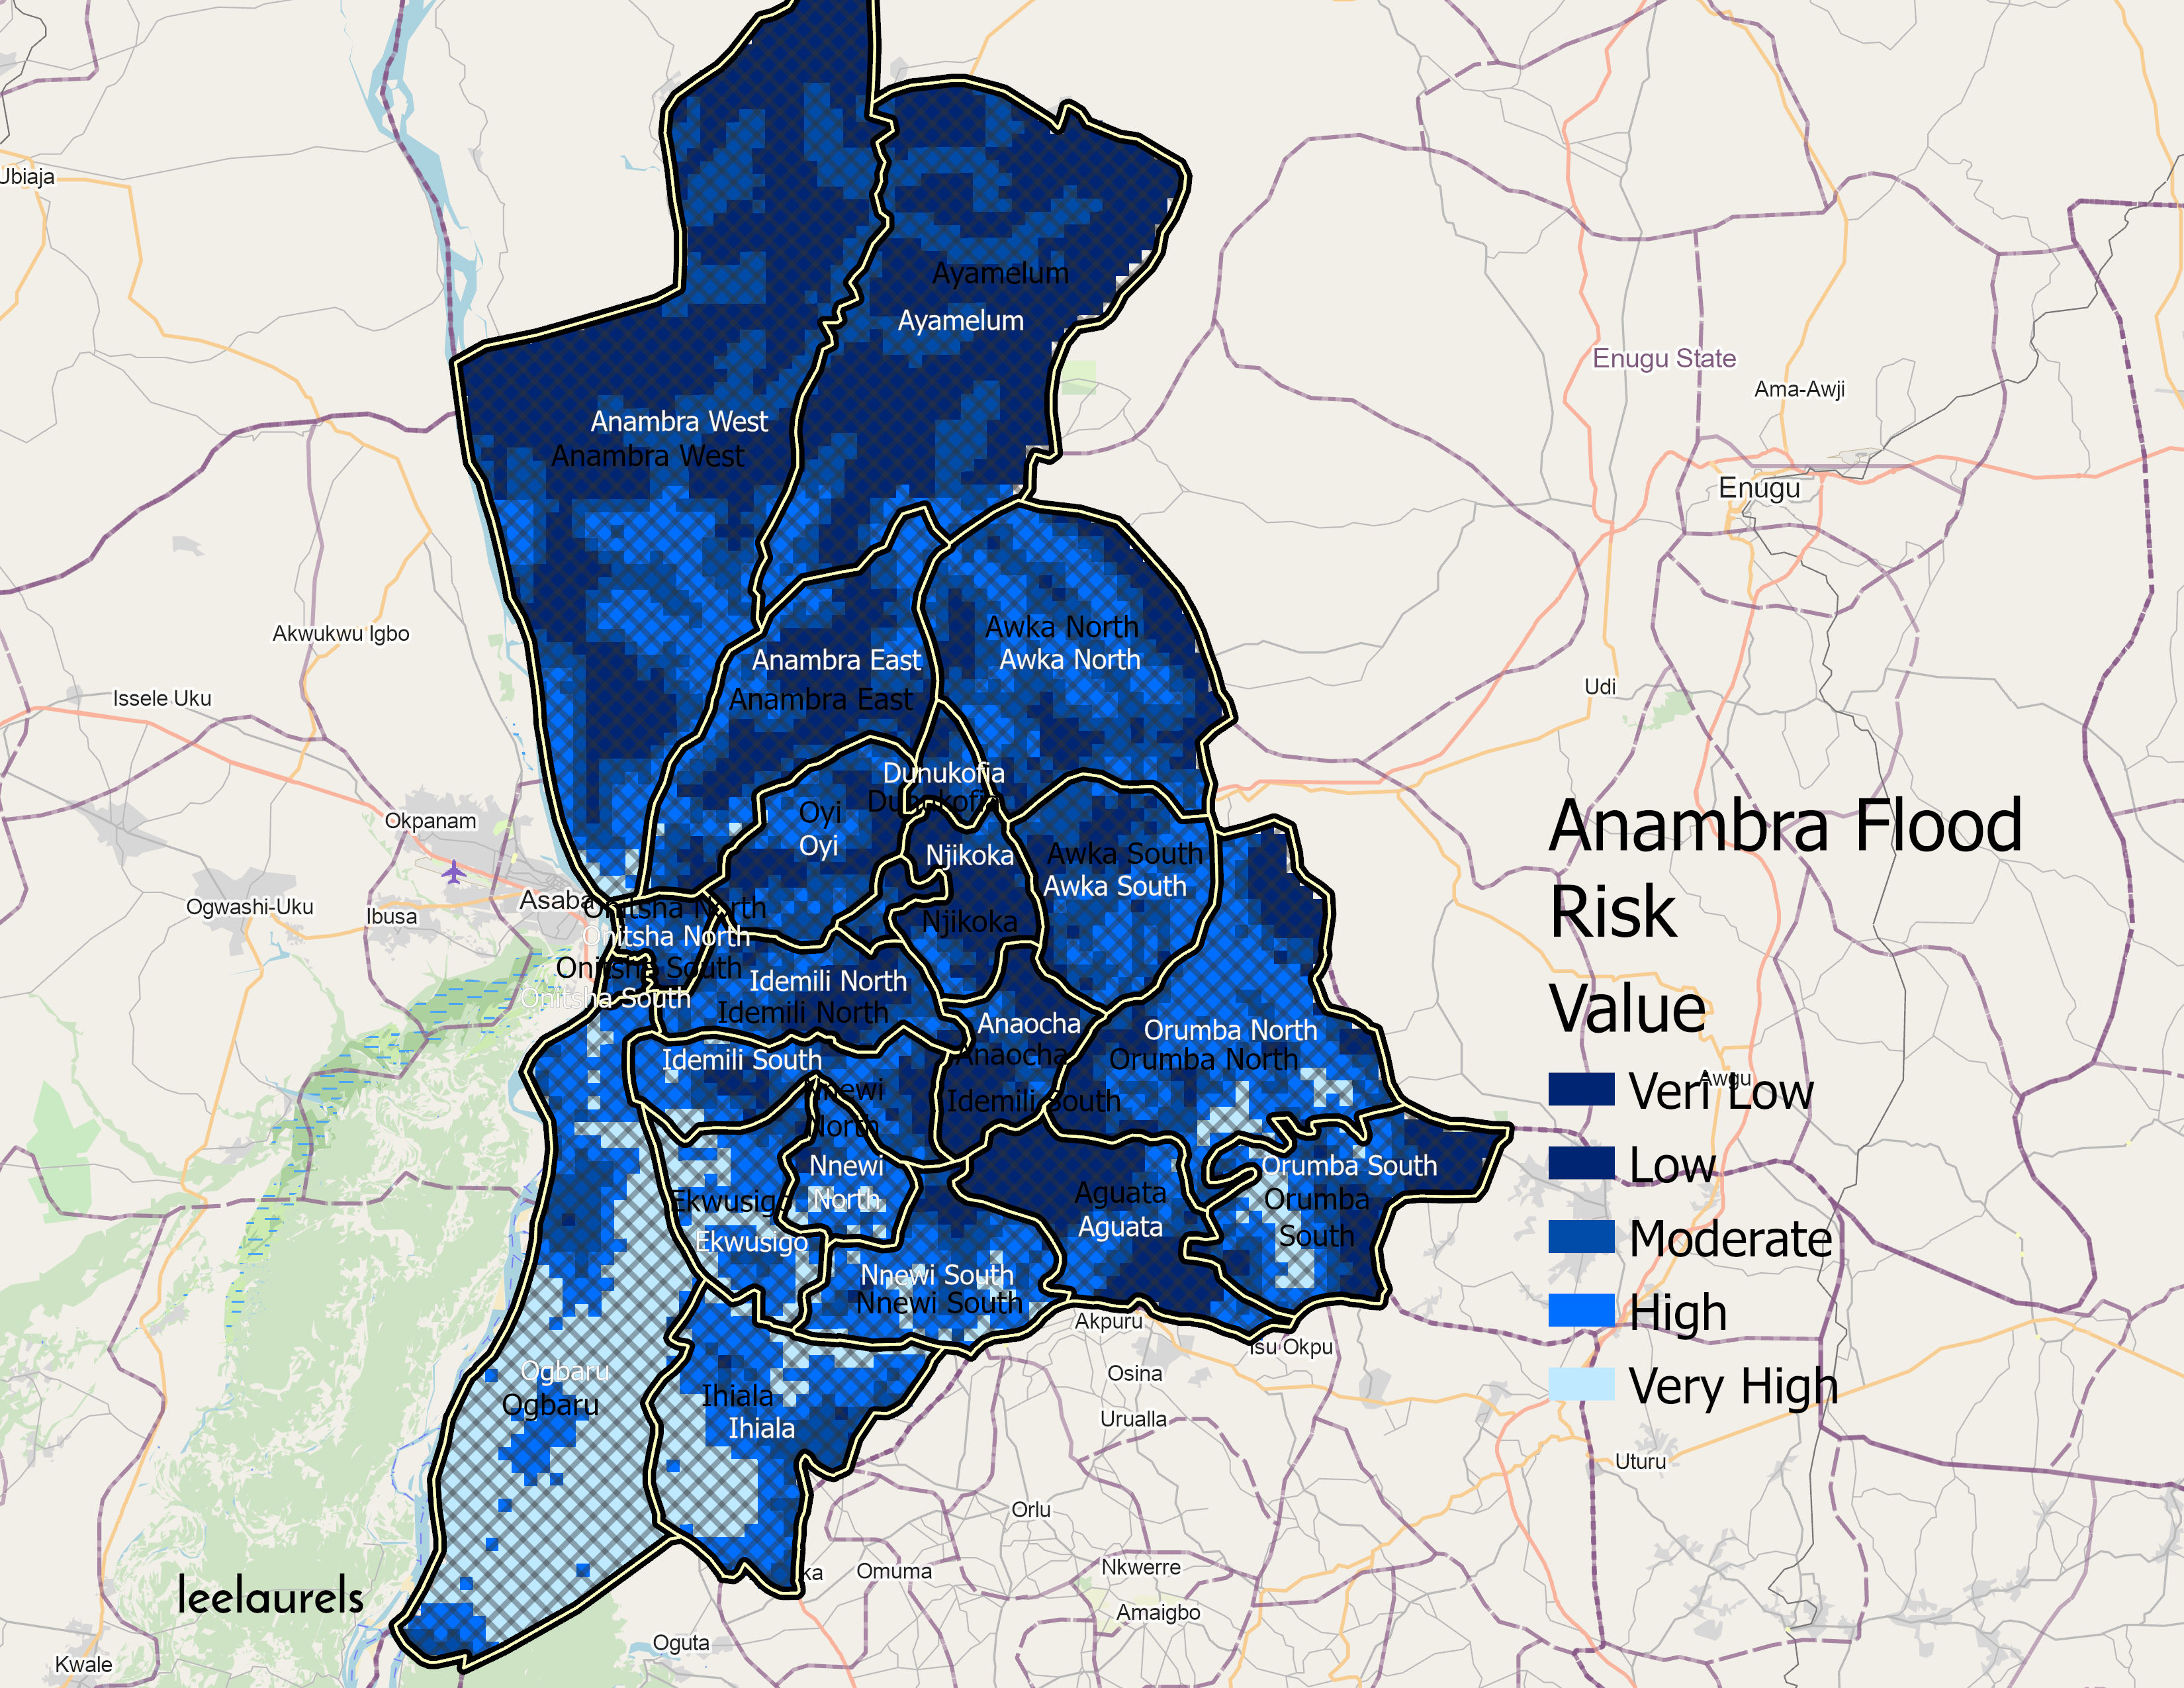 Ubiaja
Ayamelum
Ayamelum
Enugu State
Ama-Awji
Anambra West
Anambra West
Enugu
Akwukwu Igbo
Awka North
Awka North
Anambra East
Anambra East
Issele Uku
Udi
Dunukofia
Dunukofia
Oyi
Oyi
Okpanam
Njikoka
Njikoka
Awka South
Awka South
Anambra Flood
Risk
Value
Veri Low
Low
Moderate
High
Very High
Awgu
Ogwashi-Uku
Ibusa
Asaba
Onitsha North
Onitsha North
Onitsha South
Onitsha South
Idemili North
Idemili North
Anaocha
Anaocha
Orumba North
Orumba North
Idemili South
Idemili South
Nnewi
North
Nnewi
North
Orumba South
Orumba
South
Aguata
Aguata
Ekwusigo
Ekwusigo
Nnewi South
Nnewi South
Akpuru
Isu Okpu
Osina
Ogbaru
Ogbaru
Ihiala
Ihiala
Urualla
Uturu
Orlu
Omuma
Nkwerre
Amaigbo
leelaurels
Oguta
Kwale